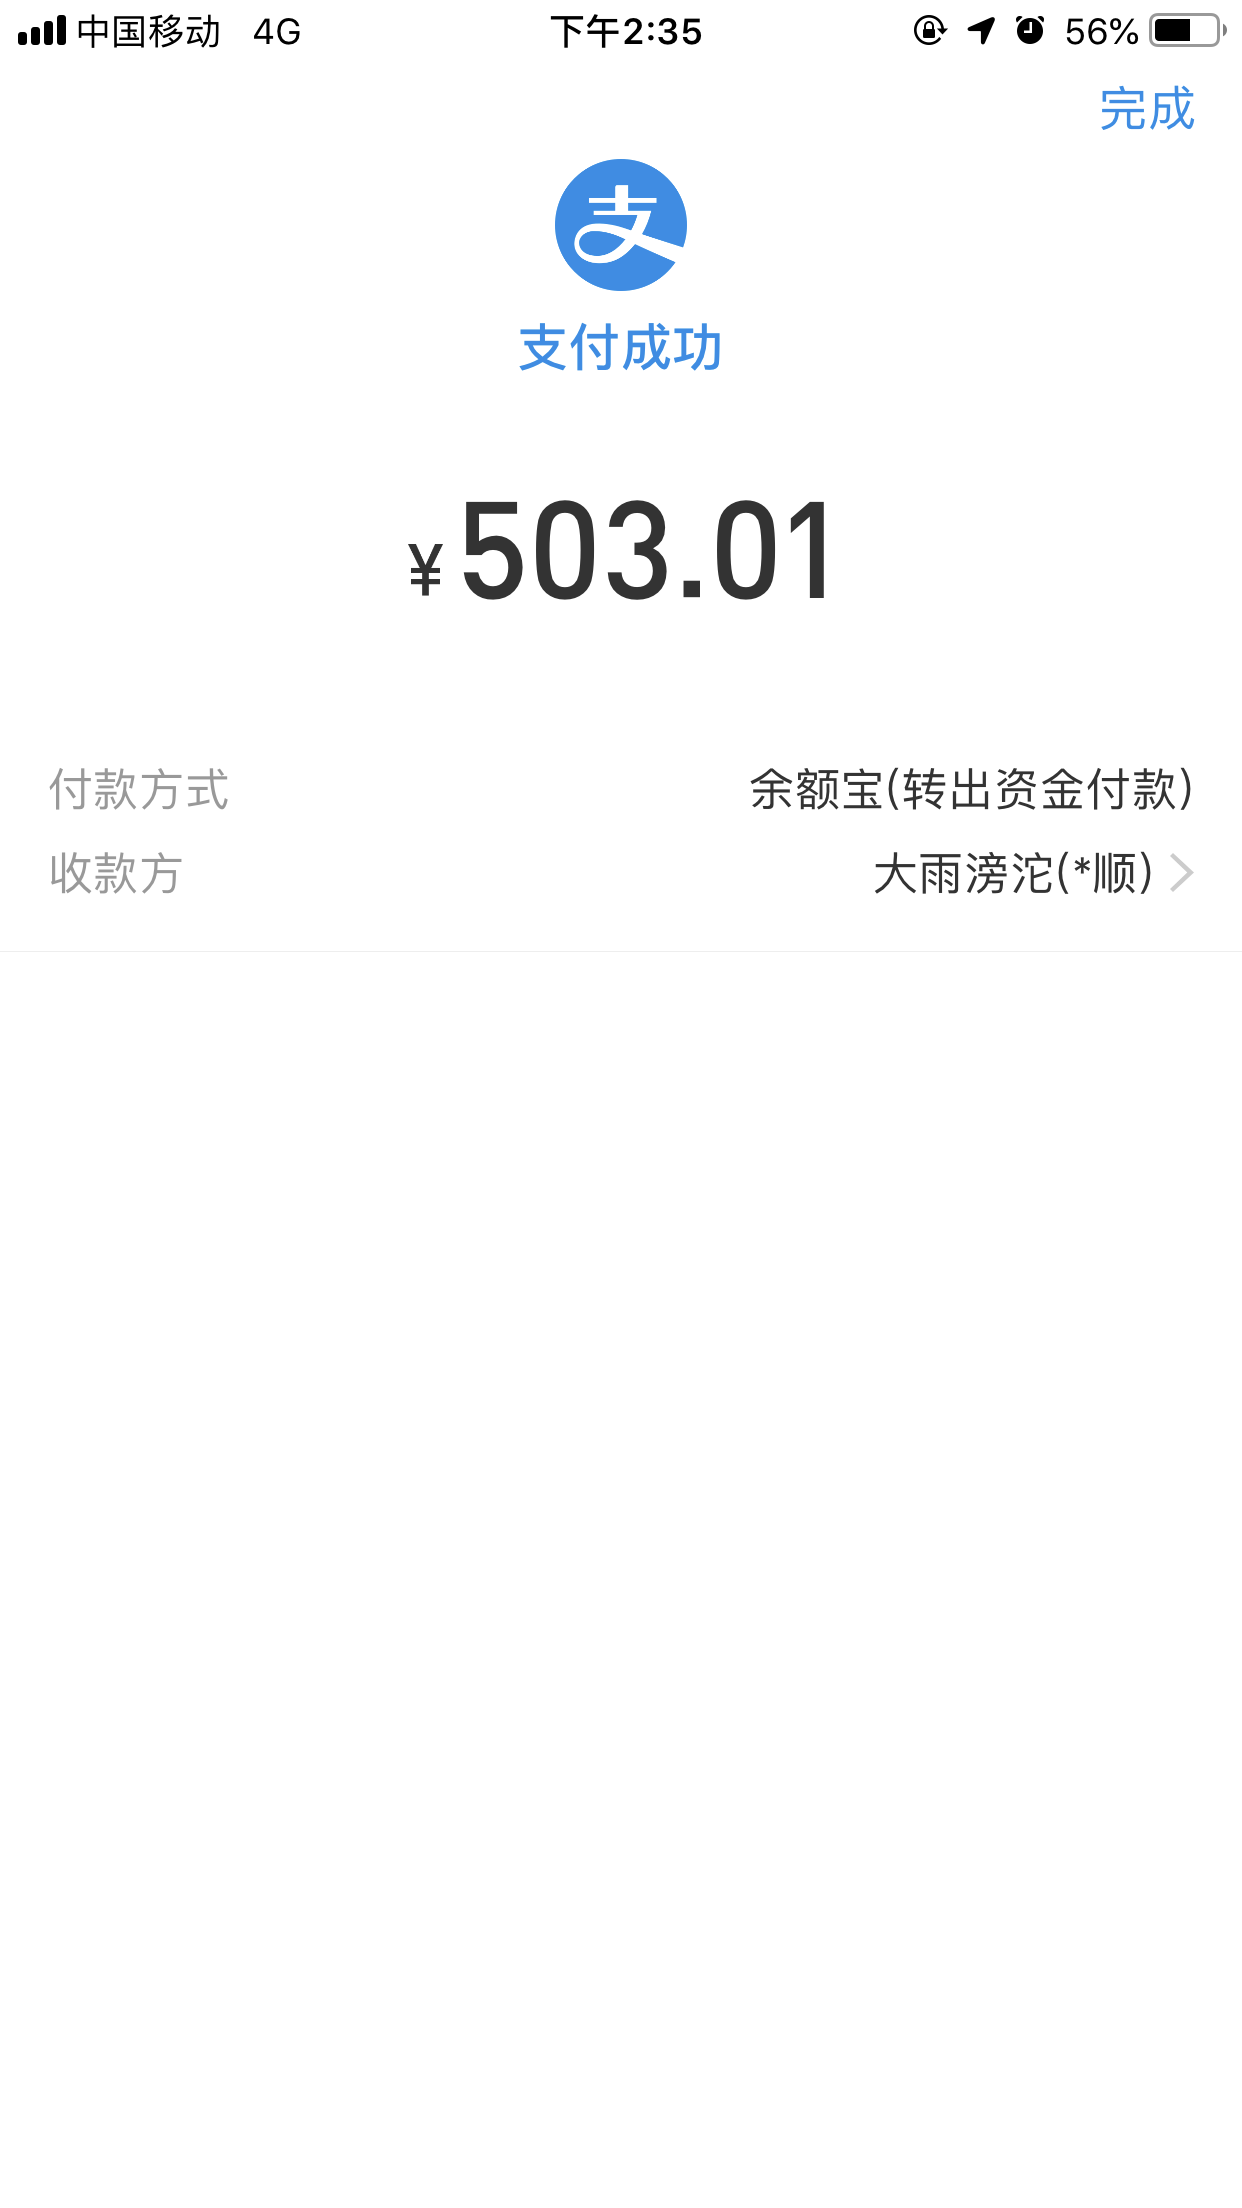 中国移动 4G 下午2:35 56%
完成
支付成功
¥503.01
付款方式 余额宝(转出资金付款)
收款方 大雨滂沱(*顺)